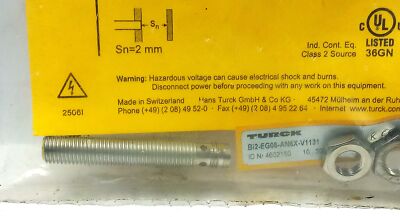 Sn
Sn=2 mm
UL
LISTED
36GN
Ind. Cont. Eq.
Class 2 Source
Warning: Hazardous voltage can cause electrical shock and burns.
Disconnect power before proceeding with any work on this equipment.
25061
Made in Switzerland Hans Turck GmbH & Co KG · 45472 Mülheim an der Ruhr
Phone (+49) (2 08) 49 52-0 · Fax (+49) (2 08) 4 95 22 64 · Internet: www.turck.com
TURCK
Bi2-EG08-AN6X-V1131
ID Nr 4602160